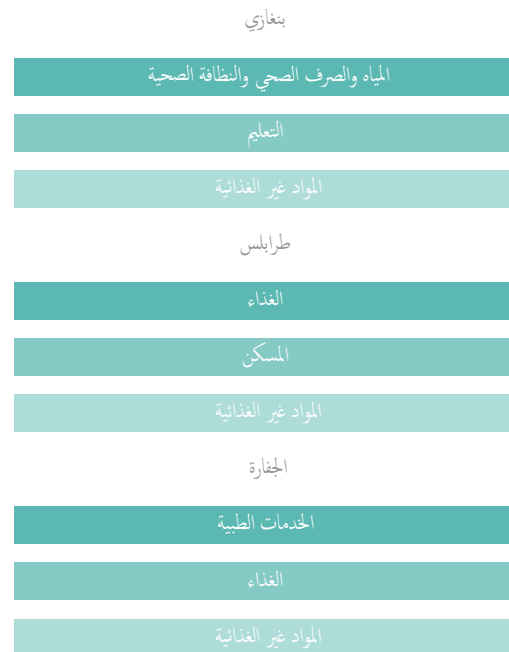 بنغازي
المياه والصرف الصحي والنظافة الصحية
التعليم
المواد غير الغذائية
طرابلس
الغذاء
المسكن
المواد غير الغذائية
الجفارة
الخدمات الطبية
الغذاء
المواد غير الغذائية